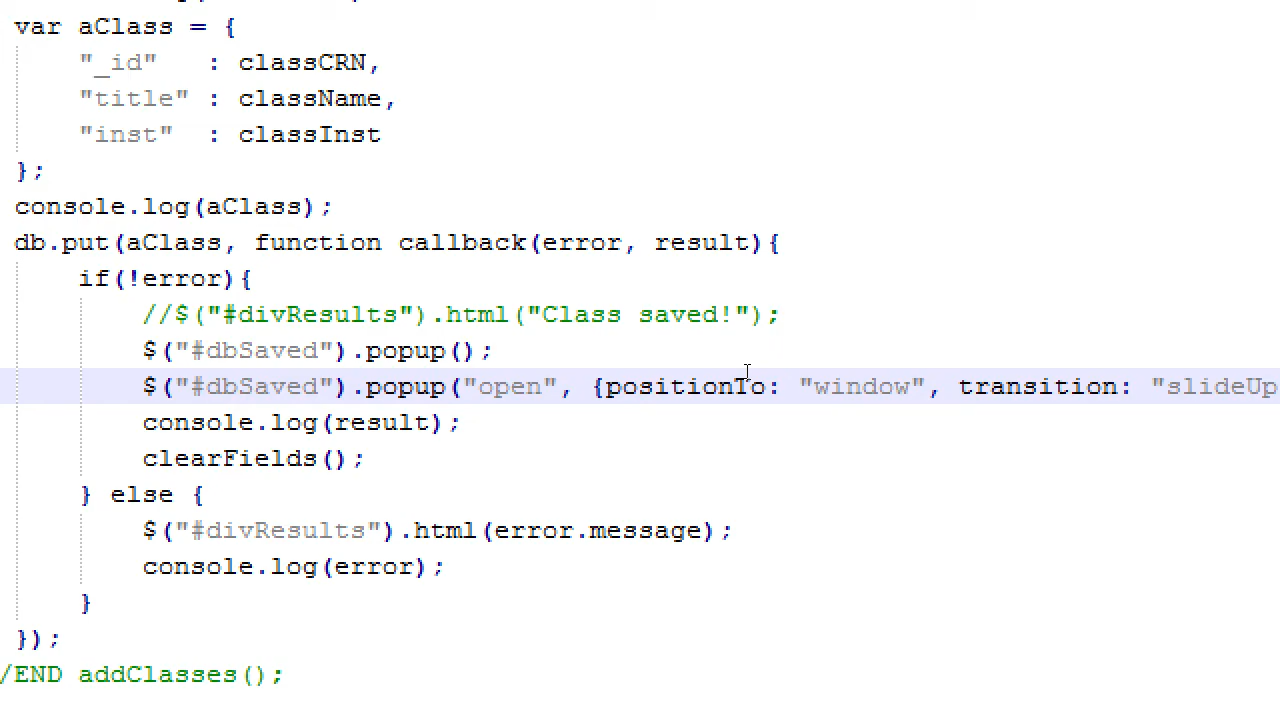 var aClass = {
"_id" : classCRN,
"title" : className,
"inst" : classInst
};
console.log(aClass);
db.put(aClass, function callback(error, result){
if(!error){
//$("#divResults").html("Class saved!");
$("#dbSaved").popup();
$("#dbSaved").popup("open", {positionTo: "window", transition: "slideUp
console.log(result);
clearFields();
} else {
$("#divResults").html(error.message);
console.log(error);
}
});
/END addClasses();